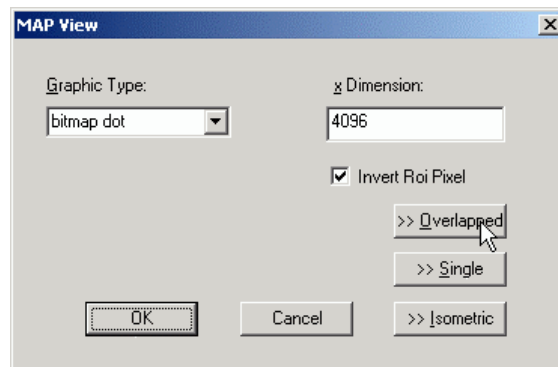 MAP View
Graphic Type:
x Dimension:
bitmap dot
4096
Invert Roi Pixel
>> Overlapped
>> Single
OK
Cancel
>> Isometric